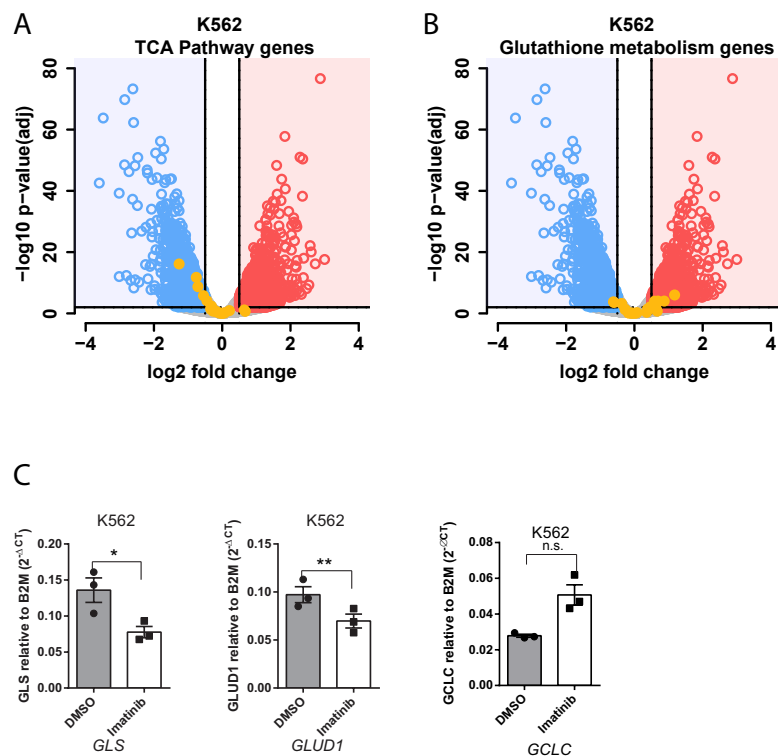 A
K562
TCA Pathway genes
−log10 p−value(adj)
80
60
40
20
0
−4 −2 0 2 4
log2 fold change
B
K562
Glutathione metabolism genes
−log10 p−value(adj)
80
60
40
20
0
−4 −2 0 2 4
log2 fold change
C
K562
GLS relative to B2M (2-ΔCT)
0.20
0.15
0.10
0.05
0.00
*
DMSO
Imatinib
GLS
K562
GLUD1 relative to B2M (2-ΔCT)
0.15
0.10
0.05
0.00
**
DMSO
Imatinib
GLUD1
K562
n.s.
GCLC relative to B2M (2-∅CT)
0.08
0.06
0.04
0.02
0.00
DMSO
Imatinib
GCLC